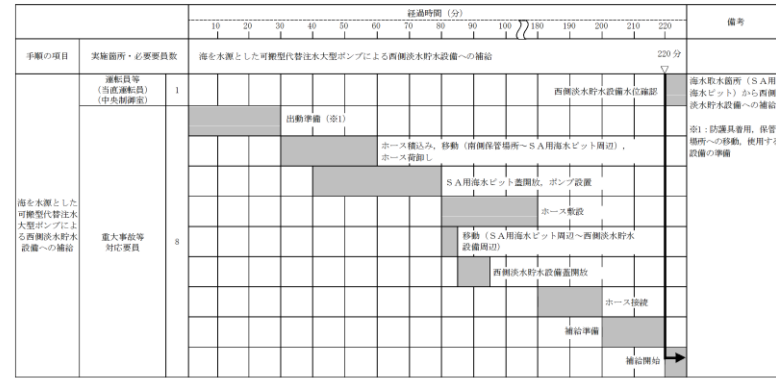 経過時間（分）
備考
10 20 30 40 50 60 70 80 90 100 180 190 200 210 220
手順の項目
実施箇所・必要要員数
海を水源とした可搬型代替注水大型ポンプによる西側淡水貯水設備への補給
220 分
▽
海を水源とした
可搬型代替注水
大型ポンプによ
る西側淡水貯水
設備への補給
運転員等
（当直運転員）
（中央制御室）
1
西側淡水貯水設備水位確認
重大事故等
対応要員
8
出動準備（※1）
ホース積込み，移動（南側保管場所～ＳＡ用海水ピット周辺），
ホース荷卸し
ＳＡ用海水ピット蓋開放，ポンプ設置
ホース敷設
移動（ＳＡ用海水ピット周辺～西側淡水貯水
設備周辺）
西側淡水貯水設備蓋開放
ホース接続
補給準備
補給開始
海水取水箇所（ＳＡ用
海水ピット）から西側
淡水貯水設備への補給
※1：防護具着用，保管
場所への移動，使用する
設備の準備